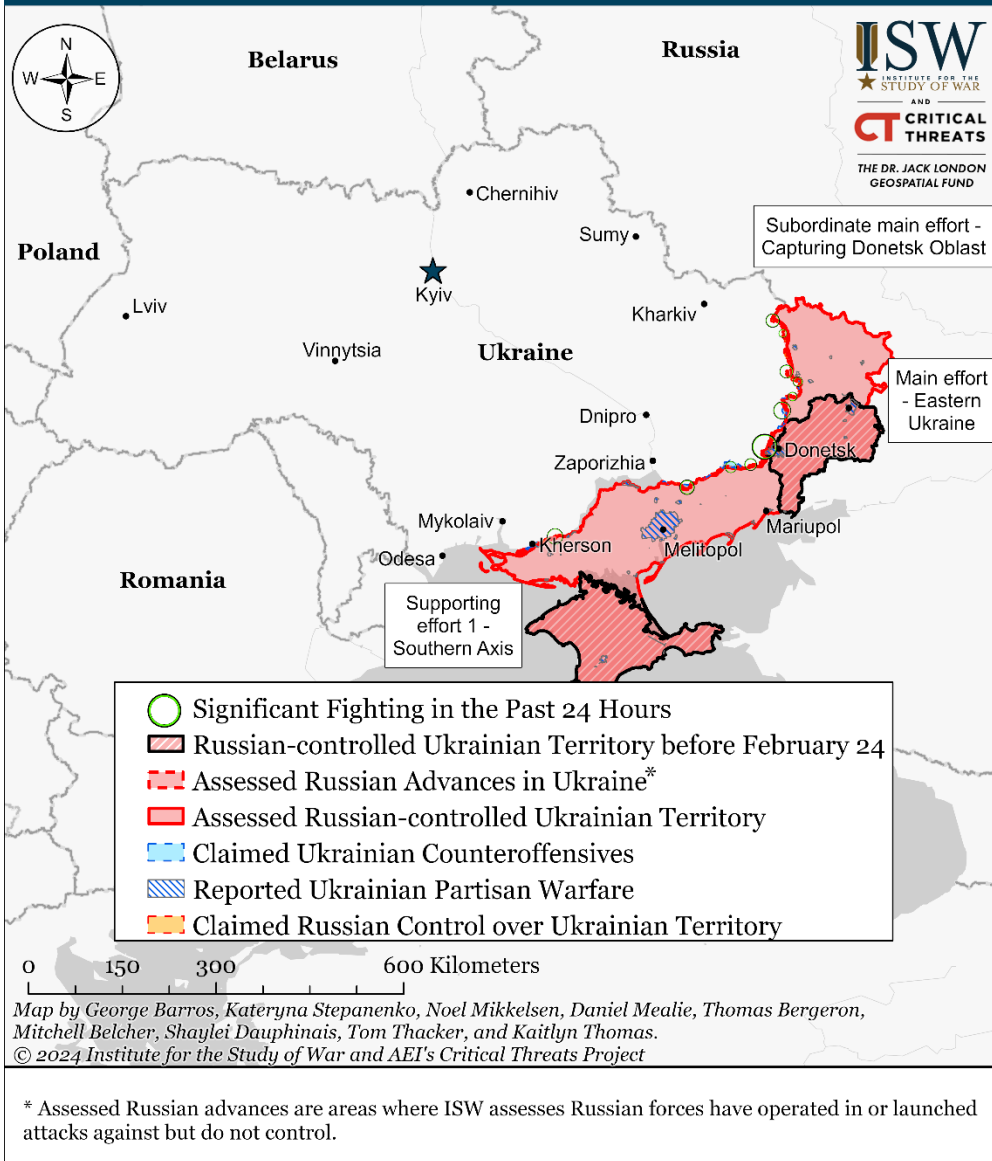 N
W
E
S
Belarus
Russia
ISW
INSTITUTE FOR THE
STUDY OF WAR
AND
CT CRITICAL
THREATS
THE DR. JACK LONDON
GEOSPATIAL FUND
Chernihiv
Sumy
Subordinate main effort -
Capturing Donetsk Oblast
Poland
Kyiv
Lviv
Kharkiv
Vinnytsia
Ukraine
Main effort
- Eastern
Ukraine
Dnipro
Donetsk
Zaporizhia
Mykolaiv
Mariupol
Kherson
Melitopol
Odesa
Romania
Supporting
effort 1 -
Southern Axis
Significant Fighting in the Past 24 Hours
Russian-controlled Ukrainian Territory before February 24
Assessed Russian Advances in Ukraine*
Assessed Russian-controlled Ukrainian Territory
Claimed Ukrainian Counteroffensives
Reported Ukrainian Partisan Warfare
Claimed Russian Control over Ukrainian Territory
0 150 300 600 Kilometers
Map by George Barros, Kateryna Stepanenko, Noel Mikkelsen, Daniel Mealie, Thomas Bergeron,
Mitchell Belcher, Shaylei Dauphinais, Tom Thacker, and Kaitlyn Thomas.
© 2024 Institute for the Study of War and AEI's Critical Threats Project
* Assessed Russian advances are areas where ISW assesses Russian forces have operated in or launched
attacks against but do not control.